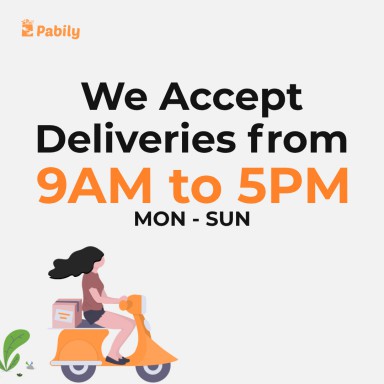 Pabily
We Accept
Deliveries from
9AM to 5PM
MON - SUN